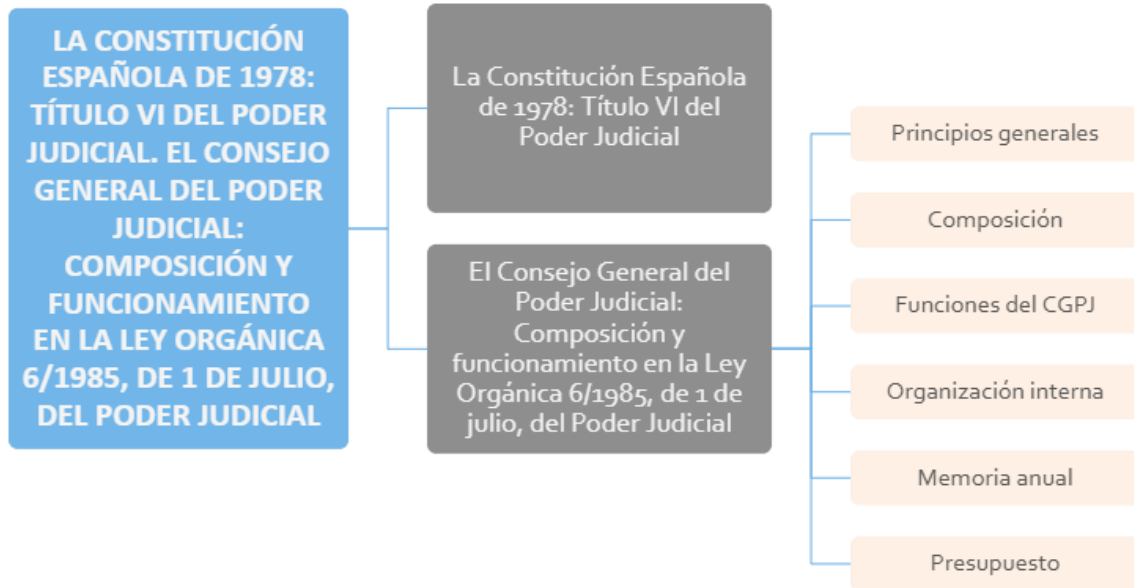 LA CONSTITUCIÓN
ESPAÑOLA DE 1978:
TÍTULO VI DEL PODER
JUDICIAL. EL CONSEJO
GENERAL DEL PODER
JUDICIAL:
COMPOSICIÓN Y
FUNCIONAMIENTO
EN LA LEY ORGÁNICA
6/1985, DE 1 DE JULIO,
DEL PODER JUDICIAL
La Constitución Española
de 1978: Título VI del
Poder Judicial
El Consejo General del
Poder Judicial:
Composición y
funcionamiento en la Ley
Orgánica 6/1985, de 1 de
julio, del Poder Judicial
Principios generales
Composición
Funciones del CGPJ
Organización interna
Memoria anual
Presupuesto